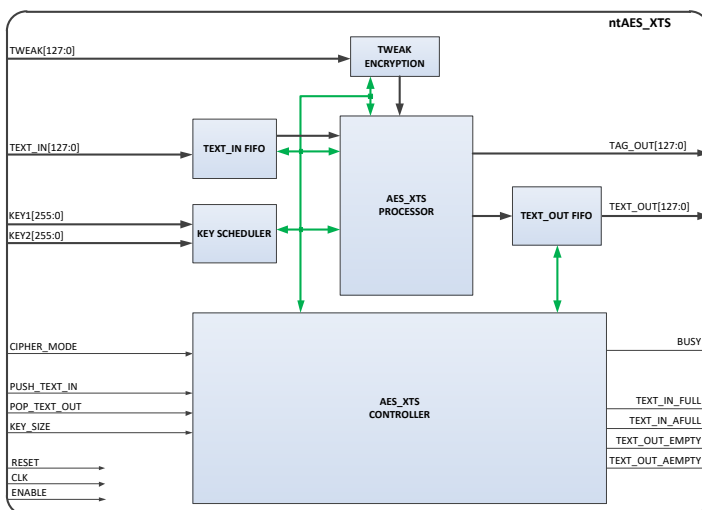 ntAES_XTS
TWEAK[127:0]
TWEAK
ENCRYPTION
TEXT_IN[127:0]
TEXT_IN FIFO
TAG_OUT[127:0]
AES_XTS
PROCESSOR
KEY1[255:0]
KEY2[255:0]
KEY SCHEDULER
TEXT_OUT FIFO
TEXT_OUT[127:0]
CIPHER_MODE
BUSY
PUSH_TEXT_IN
POP_TEXT_OUT
KEY_SIZE
AES_XTS
CONTROLLER
TEXT_IN_FULL
TEXT_IN_AFULL
TEXT_OUT_EMPTY
TEXT_OUT_AEMPTY
RESET
CLK
ENABLE